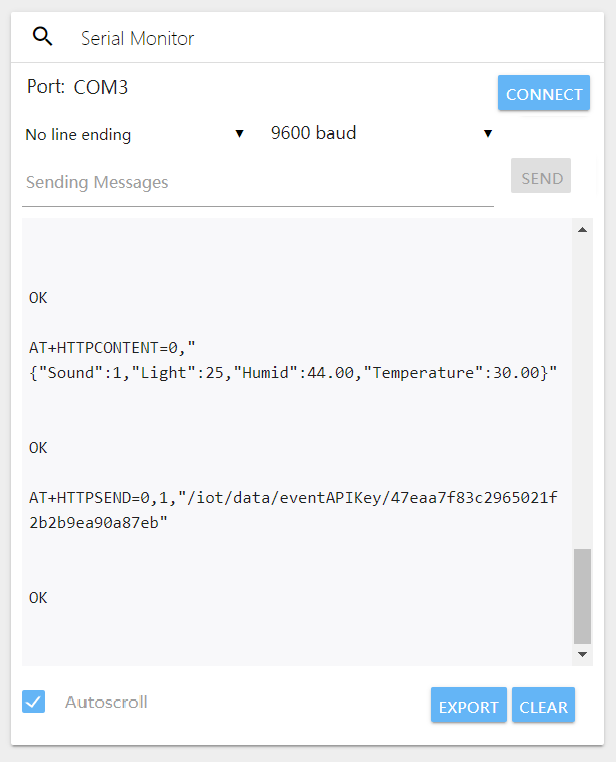 Serial Monitor
Port: COM3
CONNECT
No line ending
9600 baud
Sending Messages
SEND
OK
AT+HTTPCONTENT=0,"
{"Sound":1,"Light":25,"Humid":44.00,"Temperature":30.00}"
OK
AT+HTTPSEND=0,1,"/iot/data/eventAPIKey/47eaa7f83c2965021f
2b2b9ea90a87eb"
OK
Autoscroll
EXPORT
CLEAR